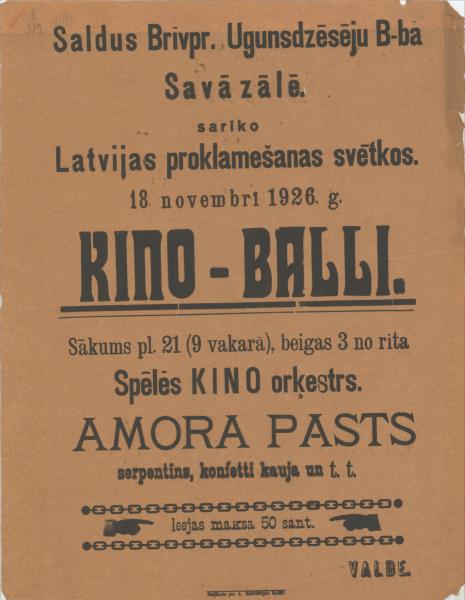 Saldus Brīvpr. Ugunsdzēsēju B-ba
Savā zālē.
sariko
Latvijas proklamešanas svētkos.
18. novembrī 1926. g.
KINO - BALLI.
Sākums pl. 21 (9 vakarā), beigas 3 no rīta
Spēlēs KINO orķestrs.
AMORA PASTS
serpentins, konfetti kauja un t. t.
Ieejas maksa 50 sant.
VALDE.